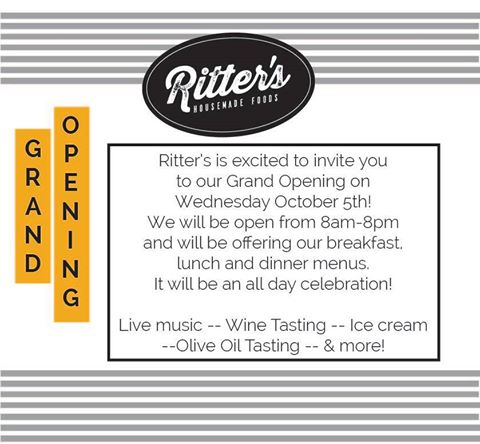 Ritter's
HOUSEMADE FOODS
GRAND
OPENING
Ritter's is excited to invite you
to our Grand Opening on
Wednesday October 5th!
We will be open from 8am-8pm
and will be offering our breakfast,
lunch and dinner menus.
It will be an all day celebration!
Live music -- Wine Tasting -- Ice cream
--Olive Oil Tasting -- & more!